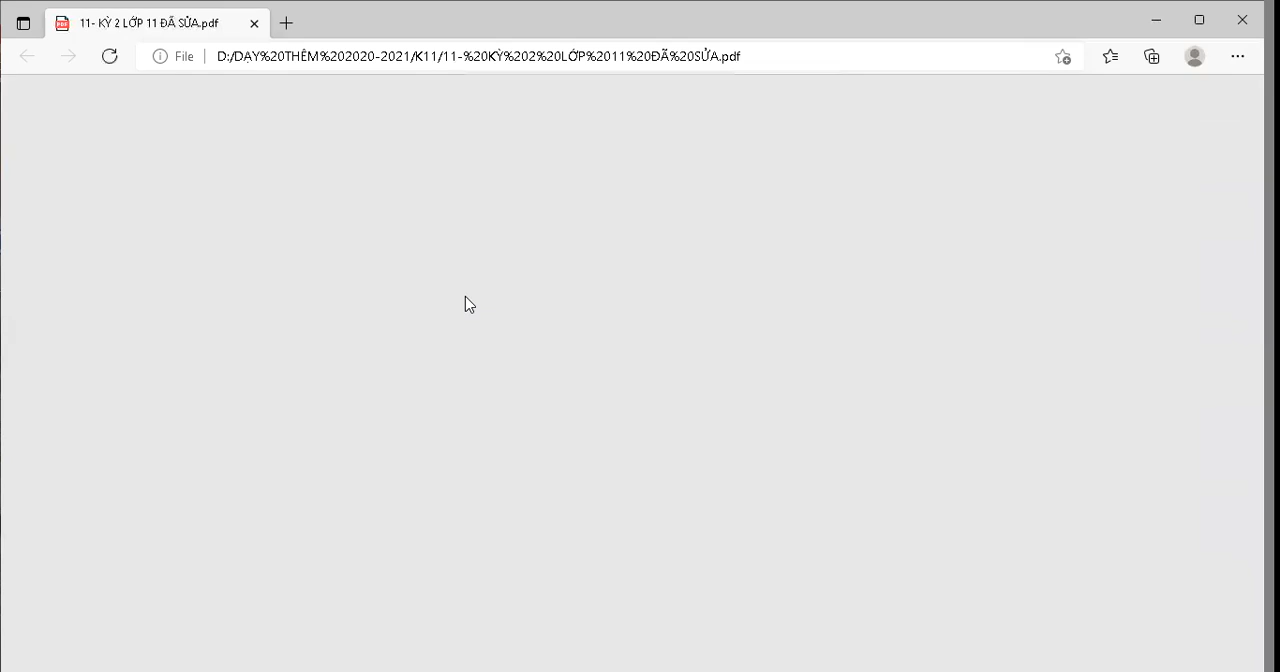 11- KỲ 2 LỚP 11 ĐÃ SỬA.pdf
File
D:/DẠY%20THÊM%202020-2021/K11/11-%20KỲ%202%20LỚP%2011%20ĐÃ%20SỬA.pdf